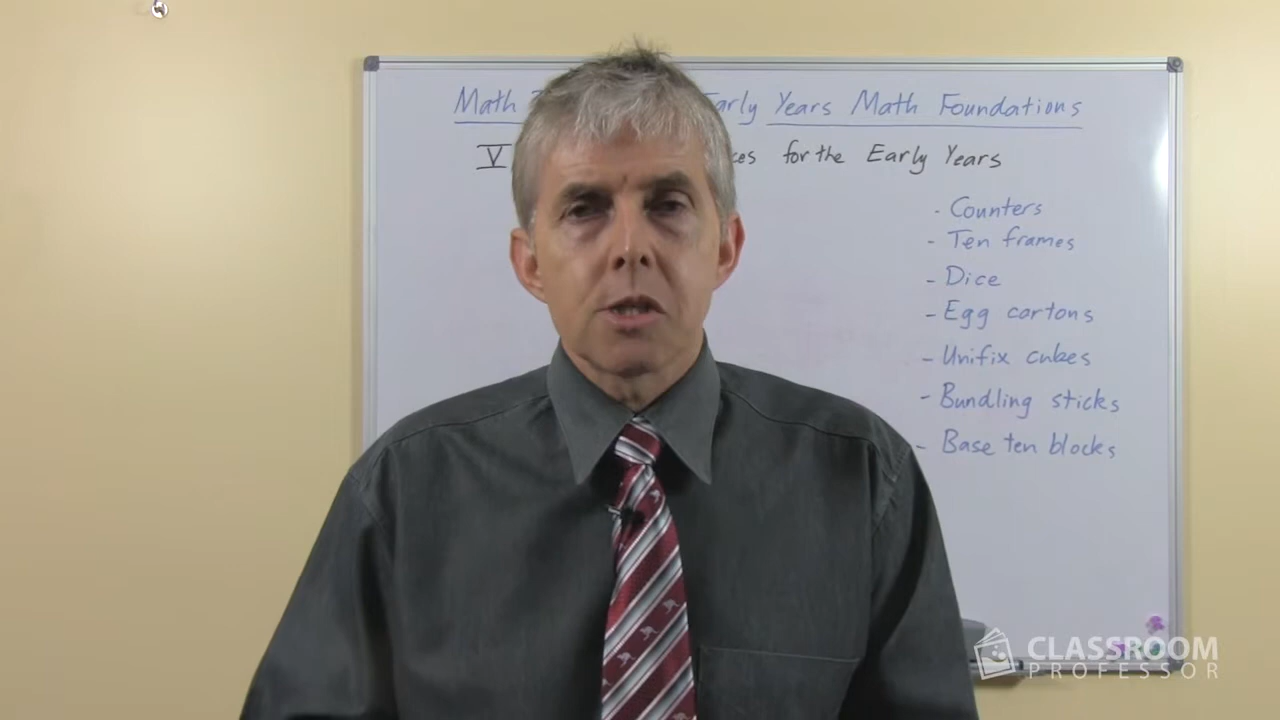 Math Early Years Math Foundations
V for the Early Years
- Counters
- Ten frames
- Dice
- Egg cartons
- Unifix cubes
- Bundling sticks
- Base ten blocks
CLASSROOM
PROFESSOR